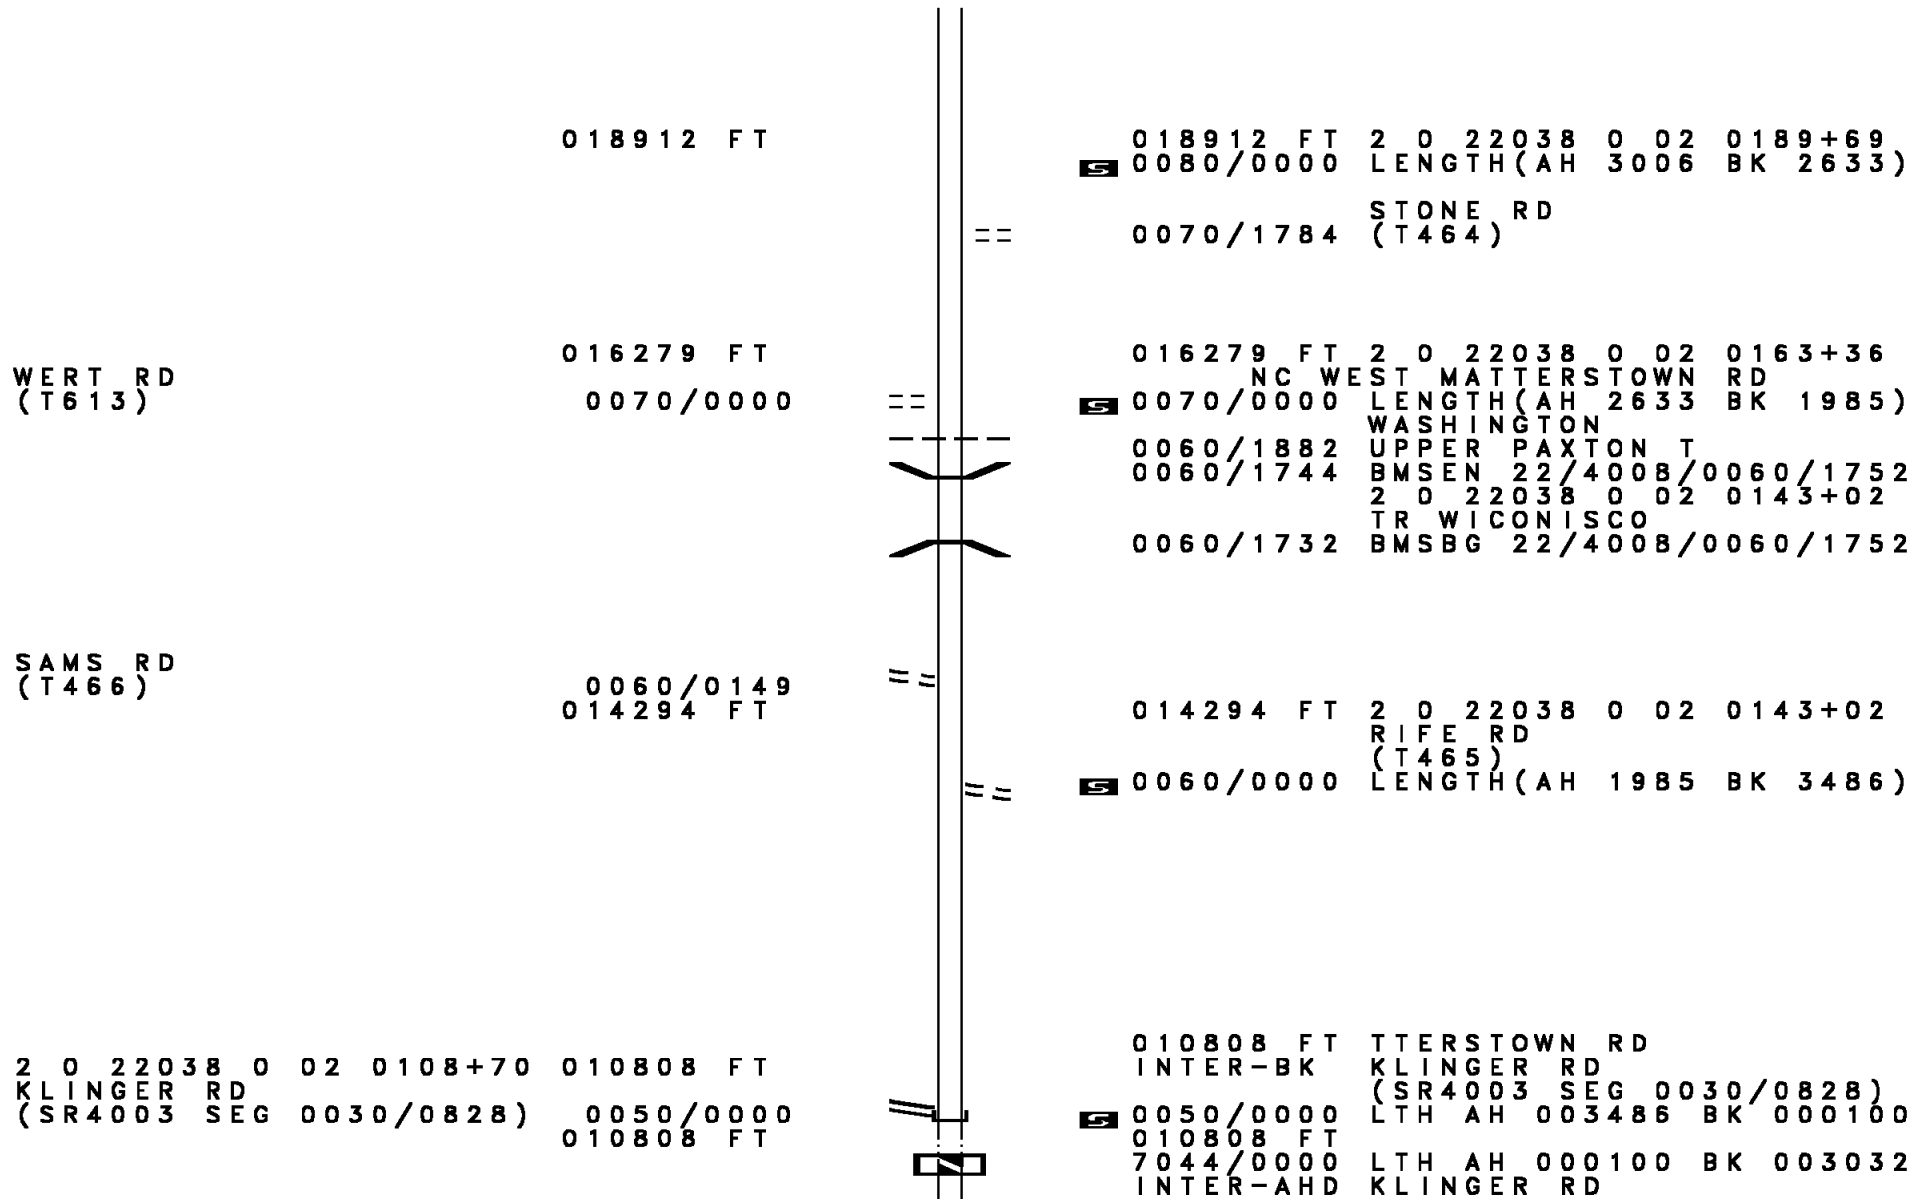 018912 FT 018912 FT 2 0 22038 0 02 0189+69
S 0080/0000 LENGTH(AH 3006 BK 2633)
STONE RD
0070/1784 (T464)
016279 FT 016279 FT 2 0 22038 0 02 0163+36
WERT RD NC WEST MATTERSTOWN RD
(T613) 0070/0000 S 0070/0000 LENGTH(AH 2633 BK 1985)
WASHINGTON
0060/1882 UPPER PAXTON T
0060/1744 BMSEN 22/4008/0060/1752
2 0 22038 0 02 0143+02
TR WICONISCO
0060/1732 BMSBG 22/4008/0060/1752
SAMS RD
(T466) 0060/0149
014294 FT 014294 FT 2 0 22038 0 02 0143+02
RIFE RD
(T465)
S 0060/0000 LENGTH(AH 1985 BK 3486)
010808 FT TTERSTOWN RD
2 0 22038 0 02 0108+70 010808 FT INTER-BK KLINGER RD
KLINGER RD (SR4003 SEG 0030/0828)
(SR4003 SEG 0030/0828) 0050/0000 S 0050/0000 LTH AH 003486 BK 000100
010808 FT 010808 FT
7044/0000 LTH AH 000100 BK 003032
INTER-AHD KLINGER RD